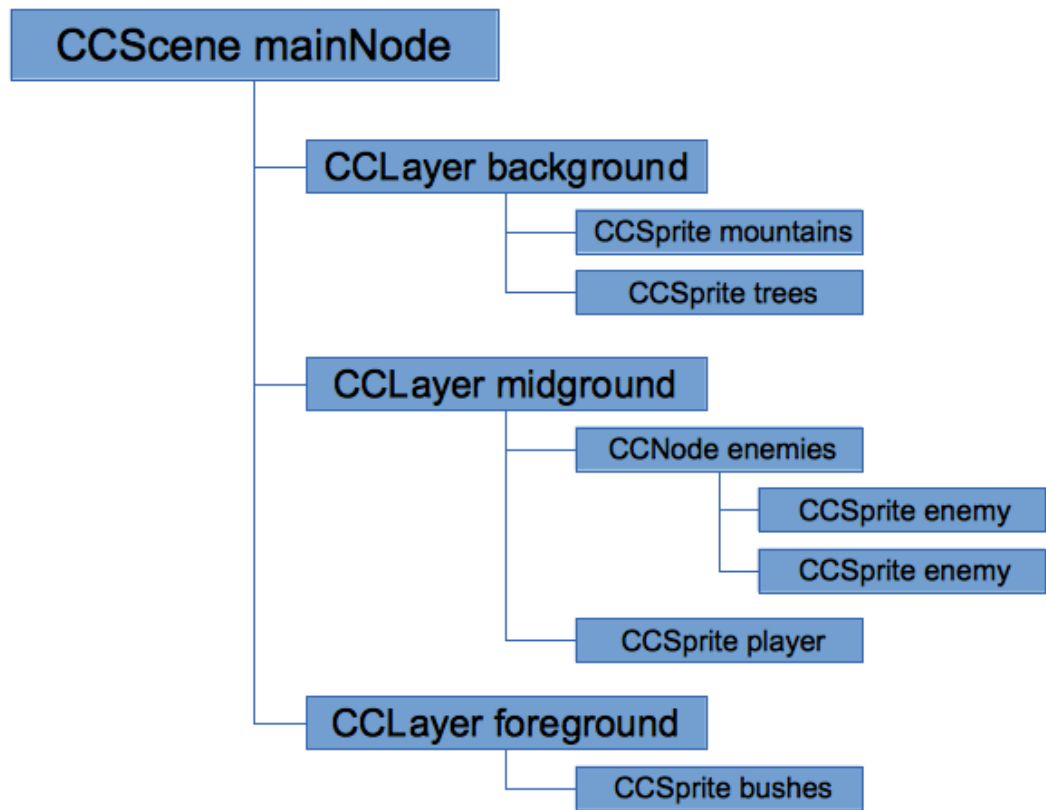 CCScene mainNode
CCLayer background
CCSprite mountains
CCSprite trees
CCLayer midground
CCNode enemies
CCSprite enemy
CCSprite enemy
CCSprite player
CCLayer foreground
CCSprite bushes